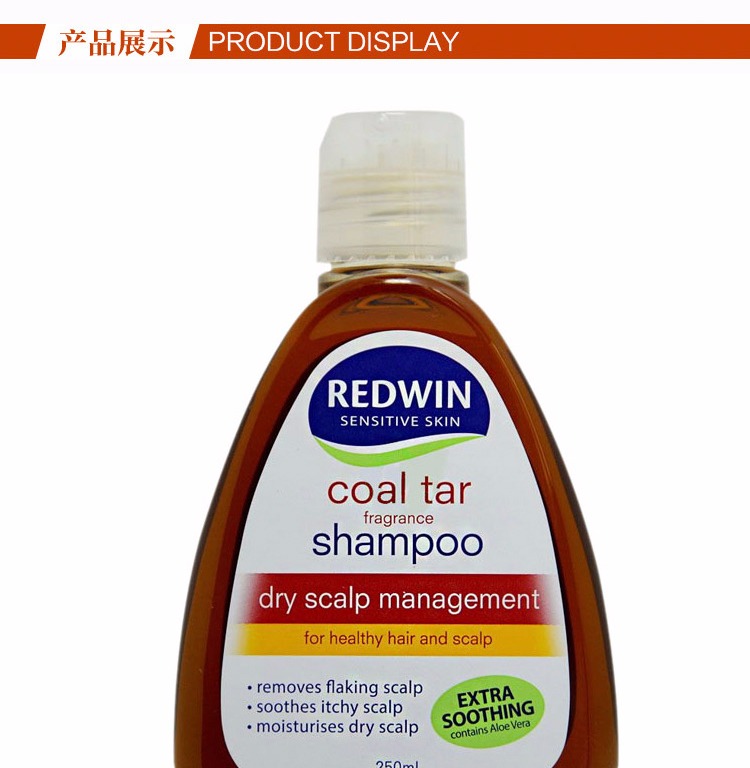 产品展示 PRODUCT DISPLAY
REDWIN
SENSITIVE SKIN
coal tar
fragrance
shampoo
dry scalp management
for healthy hair and scalp
• removes flaking scalp
• soothes itchy scalp
• moisturises dry scalp
EXTRA
SOOTHING
contains Aloe Vera
250ml